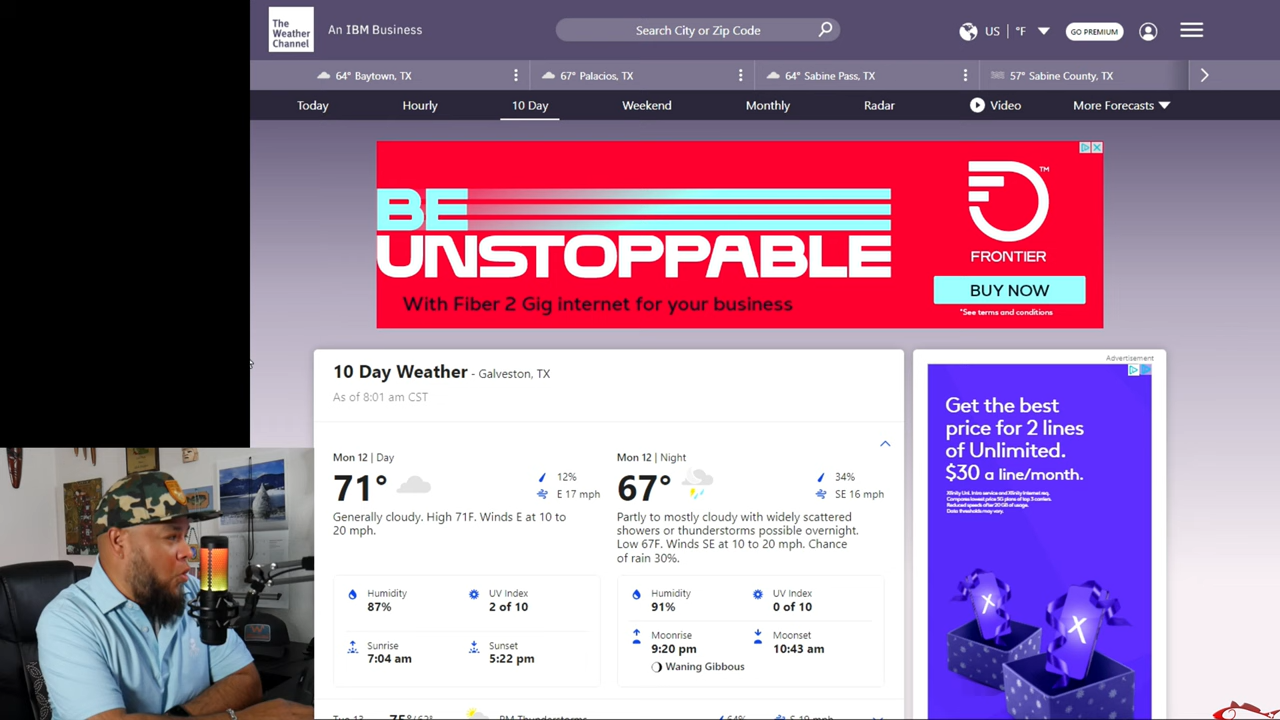 The
Weather
Channel
An IBM Business
Search City or Zip Code
US | °F
GO PREMIUM
64° Baytown, TX
67° Palacios, TX
64° Sabine Pass, TX
57° Sabine County, TX
Today
Hourly
10 Day
Weekend
Monthly
Radar
Video
More Forecasts
BE
UNSTOPPABLE
With Fiber 2 Gig internet for your business
FRONTIER™
BUY NOW
*See terms and conditions
10 Day Weather - Galveston, TX
As of 8:01 am CST
Mon 12 | Day
71°
12%
E 17 mph
Generally cloudy. High 71F. Winds E at 10 to
20 mph.
Humidity
87%
UV Index
2 of 10
Sunrise
7:04 am
Sunset
5:22 pm
Mon 12 | Night
67°
34%
SE 16 mph
Partly to mostly cloudy with widely scattered
showers or thunderstorms possible overnight.
Low 67F. Winds SE at 10 to 20 mph. Chance
of rain 30%.
Humidity
91%
UV Index
0 of 10
Moonrise
9:20 pm
Waning Gibbous
Moonset
10:43 am
Advertisement
Get the best
price for 2 lines
of Unlimited.
$30 a line/month.
X
X